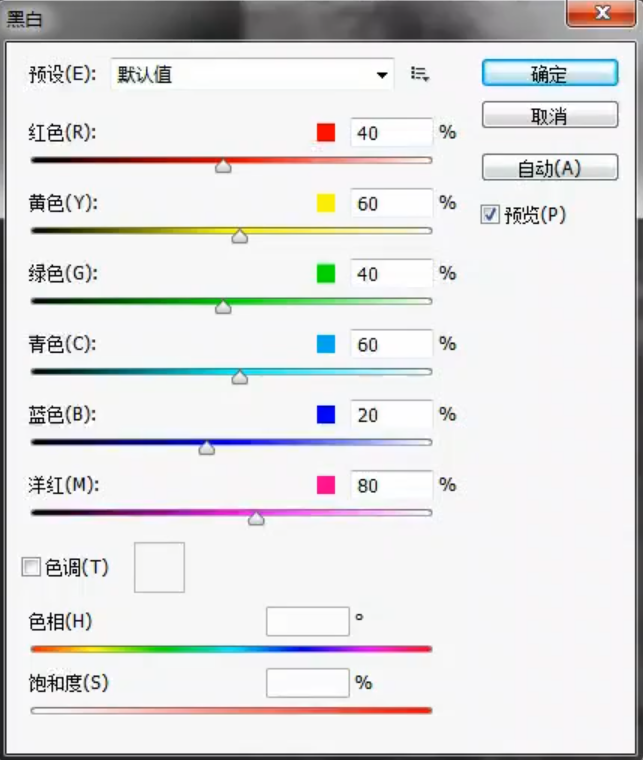 黑白
预设(E): 默认值
确定
取消
自动(A)
预览(P)
红色(R): 40 %
黄色(Y): 60 %
绿色(G): 40 %
青色(C): 60 %
蓝色(B): 20 %
洋红(M): 80 %
色调(T)
色相(H) °
饱和度(S) %